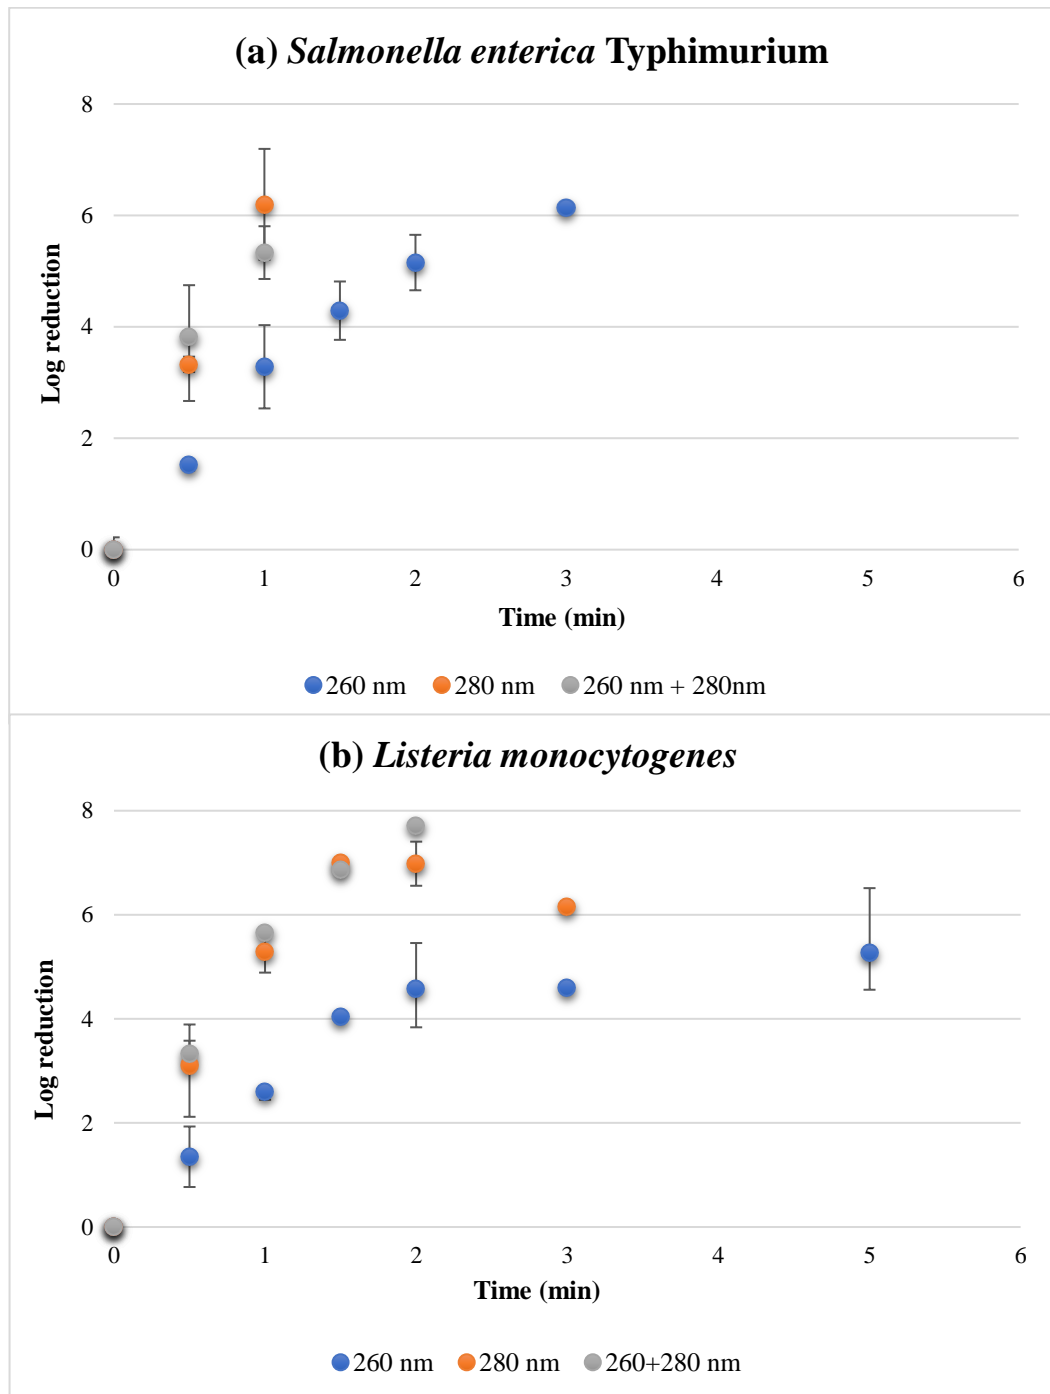 (a) Salmonella enterica Typhimurium
8
6
4
2
0
Log reduction
0 1 2 3 4 5 6
Time (min)
260 nm 280 nm 260 nm + 280nm
(b) Listeria monocytogenes
8
6
4
2
0
Log reduction
0 1 2 3 4 5 6
Time (min)
260 nm 280 nm 260+280 nm